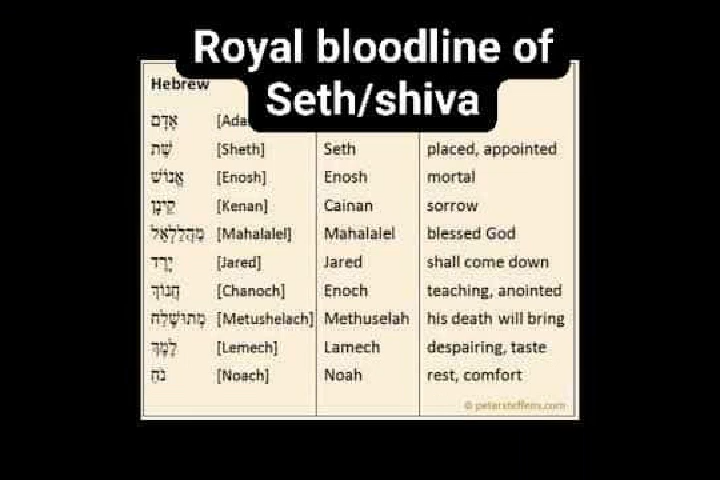 Royal bloodline of
Seth/shiva
Hebrew
אָדָם [Ada
שֵׁת [Sheth] Seth placed, appointed
אֱנוֹשׁ [Enosh] Enosh mortal
קֵינָן [Kenan] Cainan sorrow
מַהֲלַלְאֵל [Mahalalel] Mahalalel blessed God
יֶרֶד [Jared] Jared shall come down
חֲנוֹךְ [Chanoch] Enoch teaching, anointed
מְתוּשֶׁלַח [Metushelach] Methuselah his death will bring
לֶמֶךְ [Lemech] Lamech despairing, taste
נֹחַ [Noach] Noah rest, comfort
© petersteffens.com